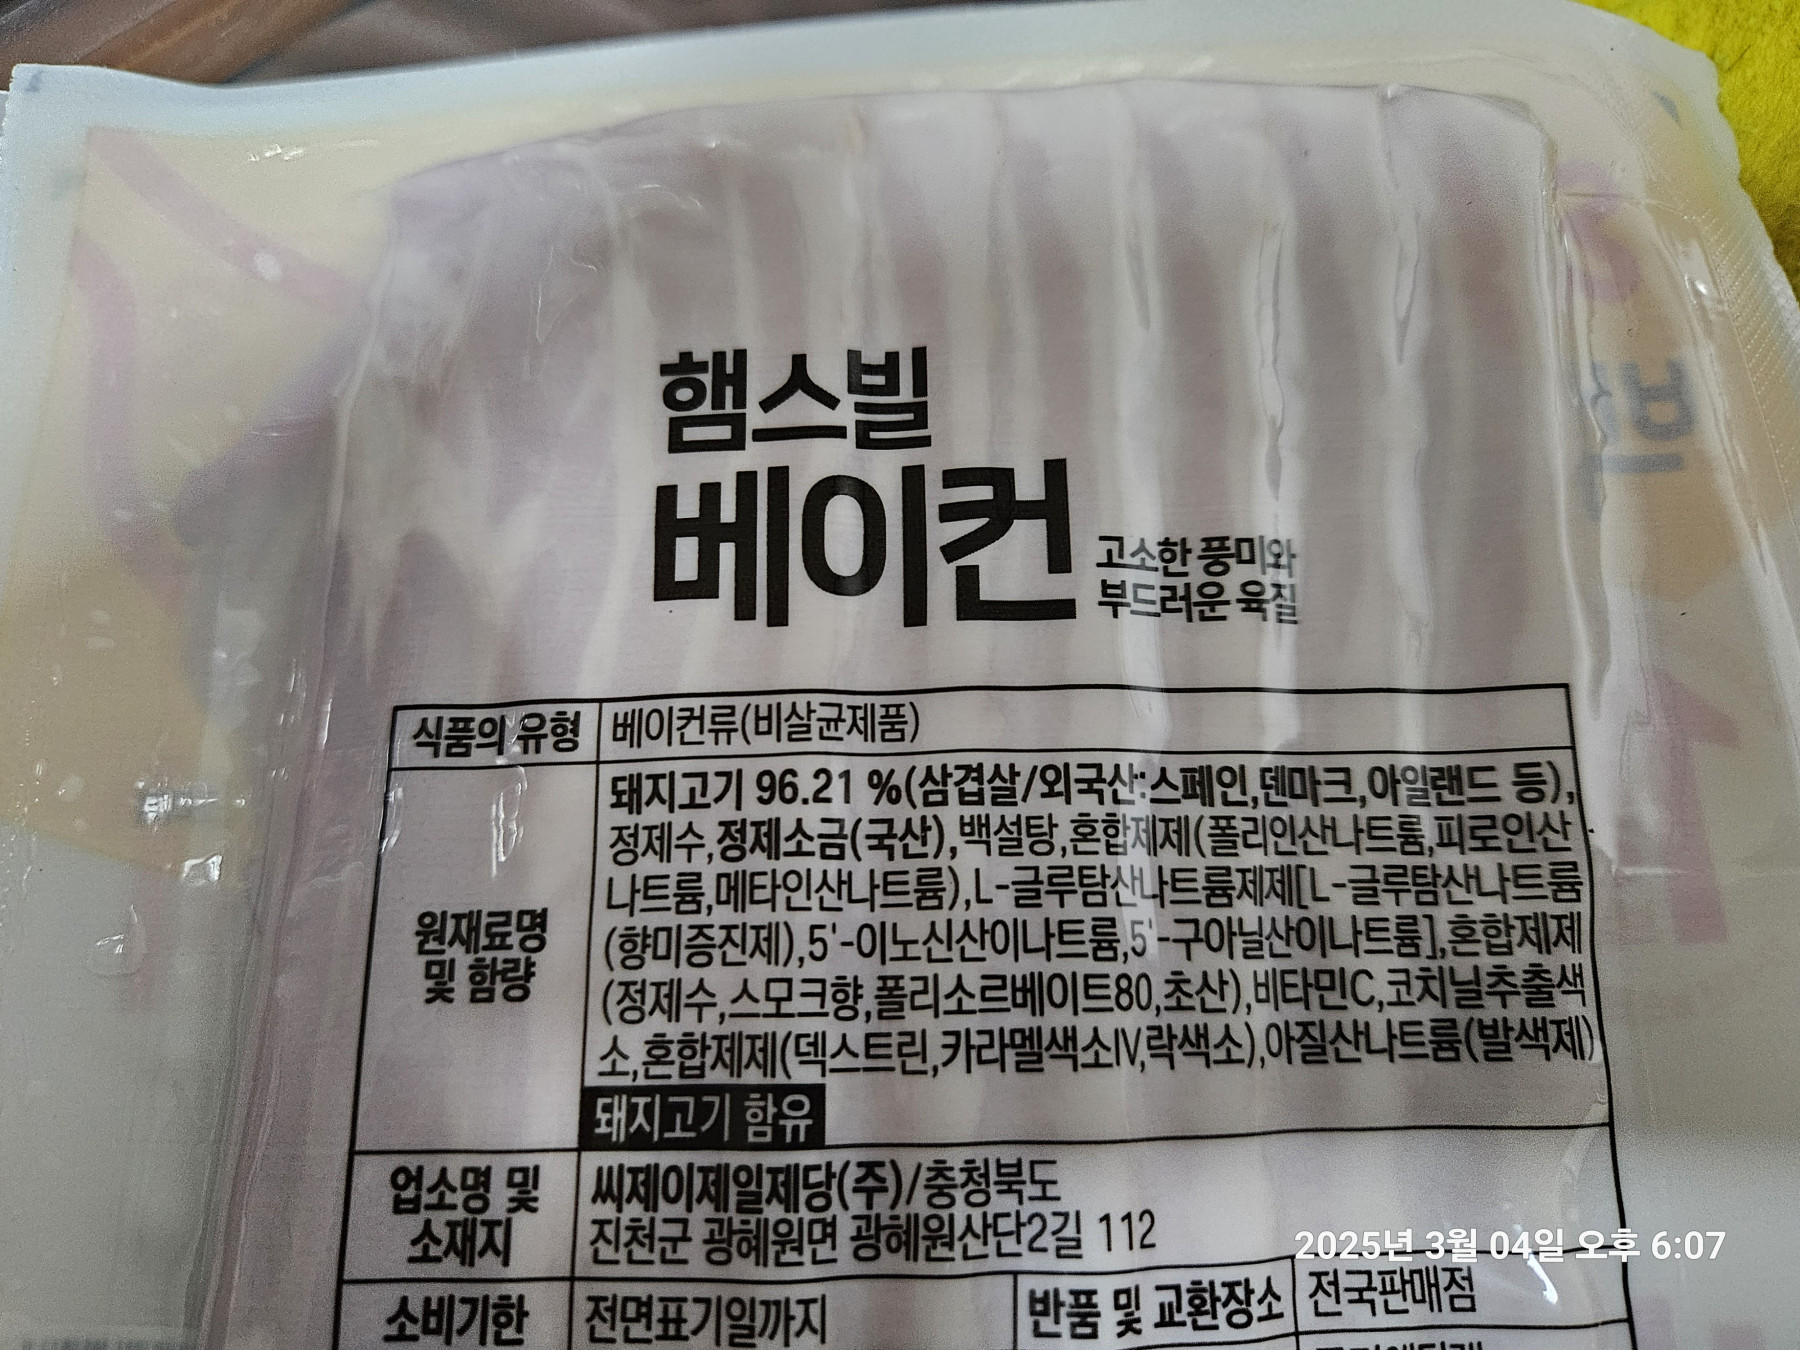 햄스빌
베이컨
고소한 풍미와
부드러운 육질
식품의 유형
베이컨류(비살균제품)
원재료명
및 함량
돼지고기 96.21 %(삼겹살/외국산:스페인,덴마크,아일랜드 등),
정제수,정제소금(국산),백설탕,혼합제제(폴리인산나트륨,피로인산
나트륨,메타인산나트륨),L-글루탐산나트륨제제[L-글루탐산나트륨
(향미증진제),5'-이노신산이나트륨,5'-구아닐산이나트륨],혼합제제
(정제수,스모크향,폴리소르베이트80,초산),비타민C,코치닐추출색
소,혼합제제(덱스트린,카라멜색소IV,락색소),아질산나트륨(발색제)
돼지고기 함유
업소명 및
소재지
씨제이제일제당(주)/충청북도
진천군 광혜원면 광혜원산단2길 112
소비기한
전면표기일까지
반품 및 교환장소
전국판매점
2025년 3월 04일 오후 6:07